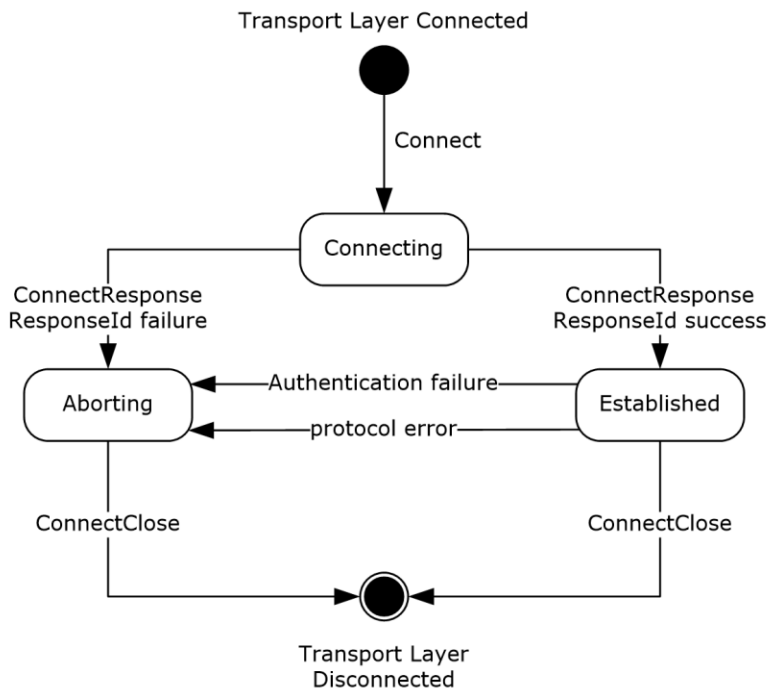 Transport Layer Connected
Connect
Connecting
ConnectResponse
ResponseId failure
ConnectResponse
ResponseId success
Aborting
Authentication failure
protocol error
Established
ConnectClose
ConnectClose
Transport Layer
Disconnected